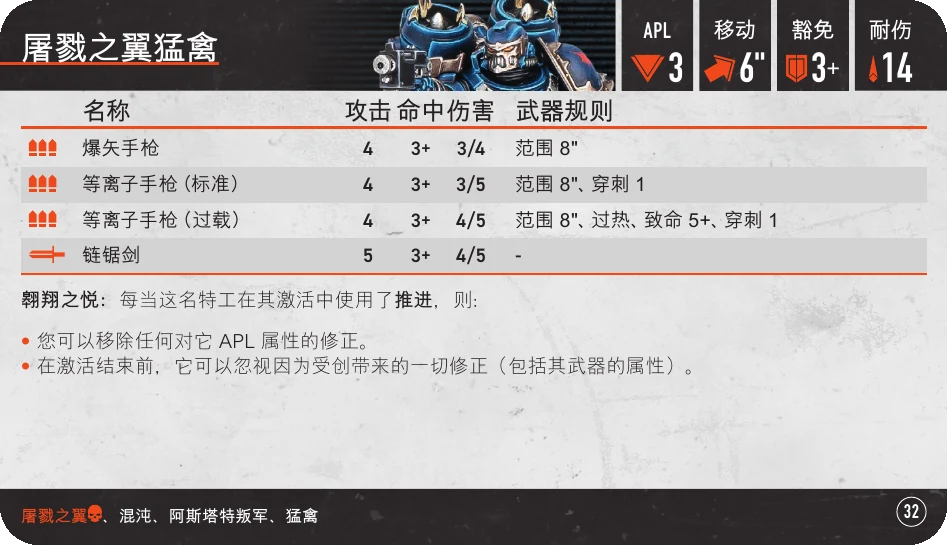 屠戮之翼猛禽
APL 移动 豁免 耐伤
3 6" 3+ 14
名称 攻击 命中 伤害 武器规则
爆矢手枪 4 3+ 3/4 范围 8"
等离子手枪（标准） 4 3+ 3/5 范围 8"、穿刺 1
等离子手枪（过载） 4 3+ 4/5 范围 8"、过热、致命 5+、穿刺 1
链锯剑 5 3+ 4/5 -
翱翔之悦：每当这名特工在其激活中使用了推进，则：
• 您可以移除任何对它 APL 属性的修正。
• 在激活结束前，它可以忽视因为受创带来的一切修正（包括其武器的属性）。
屠戮之翼、混沌、阿斯塔特叛军、猛禽
32